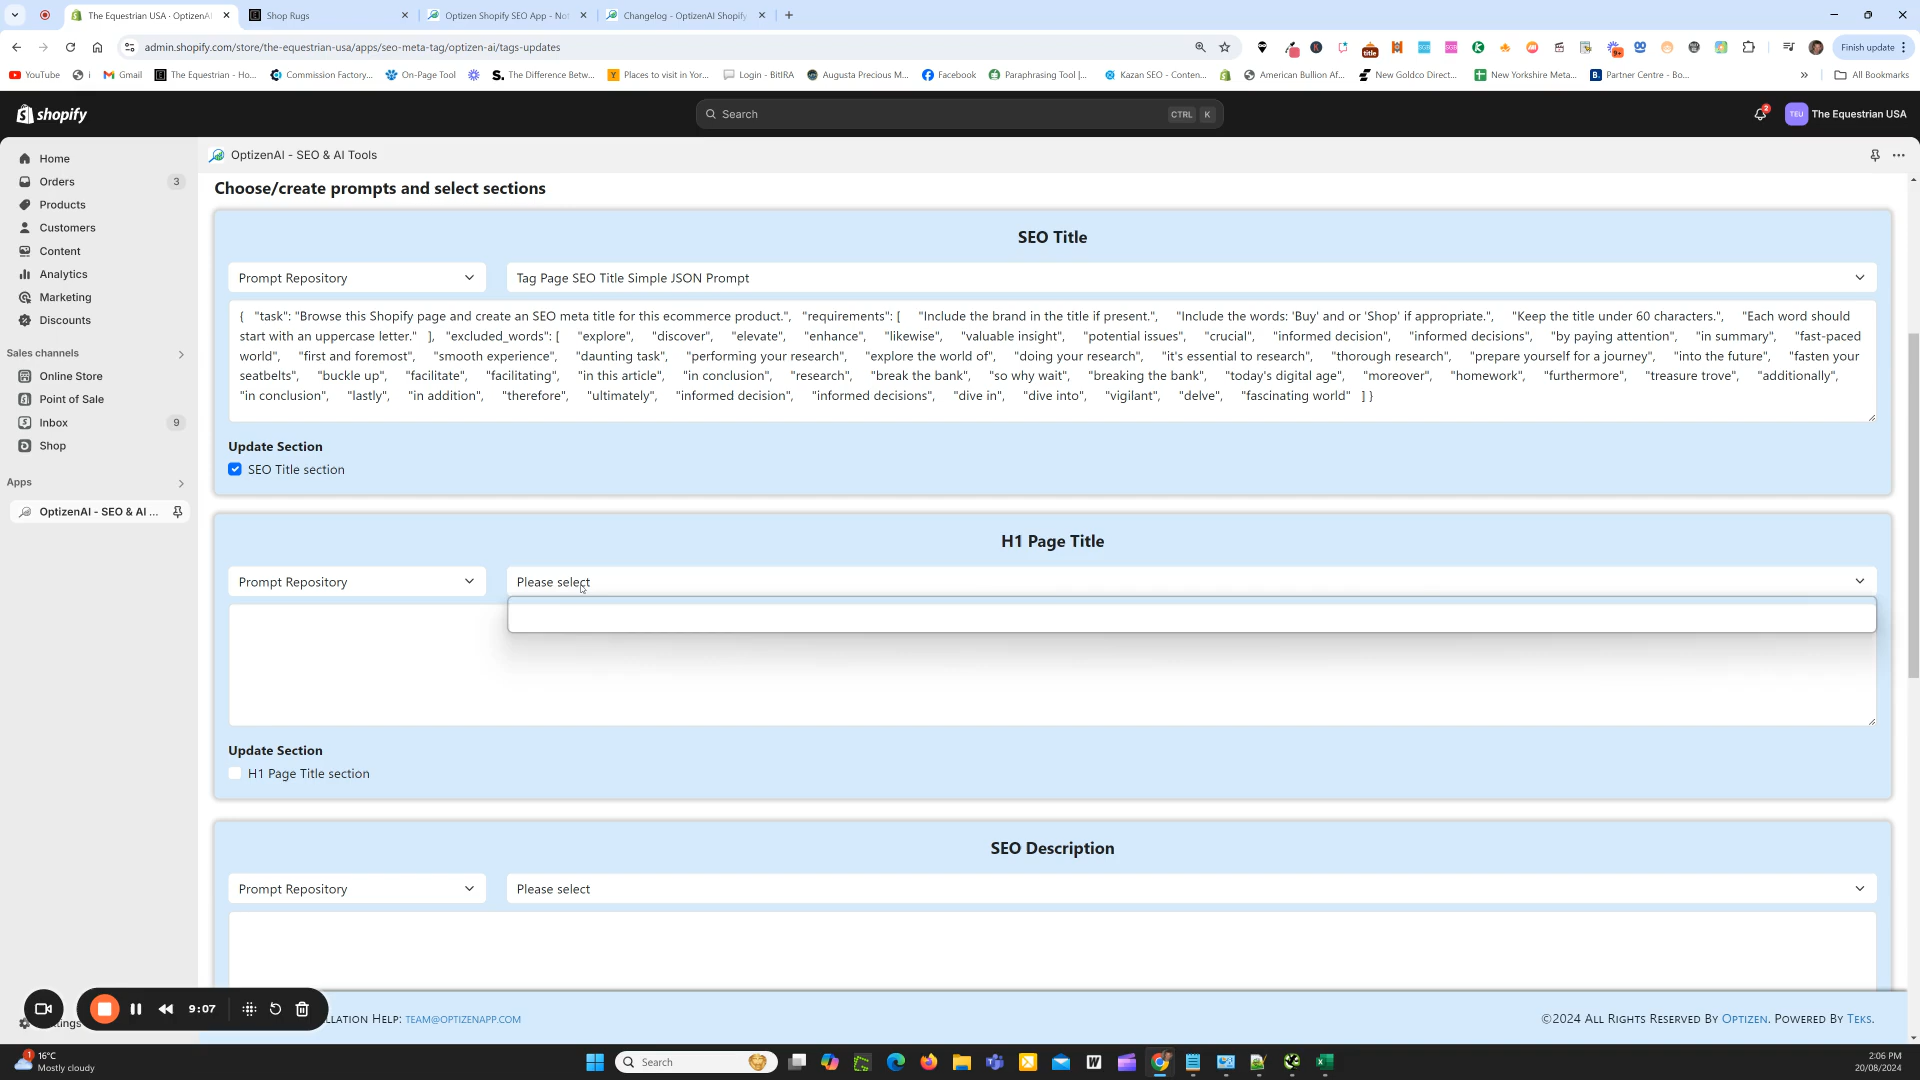 The Equestrian USA · OptizenAI
Shop Rugs
Optizen Shopify SEO App - Not
Changelog - OptizenAI Shopify
admin.shopify.com/store/the-equestrian-usa/apps/seo-meta-tag/optizen-ai/tags-updates
Finish update
YouTube
i
Gmail
The Equestrian - Ho...
Commission Factory...
On-Page Tool
The Difference Betw...
Places to visit in Yor...
Login - BitIRA
Augusta Precious M...
Facebook
Paraphrasing Tool |...
Kazan SEO - Conten...
American Bullion Af...
New Goldco Direct...
New Yorkshire Meta...
Partner Centre - Bo...
All Bookmarks
shopify
Search
CTRL K
2
TEU
The Equestrian USA
Home
Orders 3
Products
Customers
Content
Analytics
Marketing
Discounts
Sales channels
Online Store
Point of Sale
Inbox 9
Shop
Apps
OptizenAI - SEO & AI ...
OptizenAI - SEO & AI Tools
Choose/create prompts and select sections
SEO Title
Prompt Repository
Tag Page SEO Title Simple JSON Prompt
{ "task": "Browse this Shopify page and create an SEO meta title for this ecommerce product.", "requirements": [ "Include the brand in the title if present.", "Include the words: 'Buy' and or 'Shop' if appropriate.", "Keep the title under 60 characters.", "Each word should
start with an uppercase letter." ], "excluded_words": [ "explore", "discover", "elevate", "enhance", "likewise", "valuable insight", "potential issues", "crucial", "informed decision", "informed decisions", "by paying attention", "in summary", "fast-paced
world", "first and foremost", "smooth experience", "daunting task", "performing your research", "explore the world of", "doing your research", "it's essential to research", "thorough research", "prepare yourself for a journey", "into the future", "fasten your
seatbelts", "buckle up", "facilitate", "facilitating", "in this article", "in conclusion", "research", "break the bank", "so why wait", "breaking the bank", "today's digital age", "moreover", "homework", "furthermore", "treasure trove", "additionally",
"in conclusion", "lastly", "in addition", "therefore", "ultimately", "informed decision", "informed decisions", "dive in", "dive into", "vigilant", "delve", "fascinating world" ] }
Update Section
SEO Title section
H1 Page Title
Prompt Repository
Please select
Update Section
H1 Page Title section
SEO Description
Prompt Repository
Please select
9:07
LLATION HELP: TEAM@OPTIZENAPP.COM
©2024 ALL RIGHTS RESERVED BY OPTIZEN. POWERED BY TEKS.
16°C
Mostly cloudy
Search
2:06 PM
20/08/2024